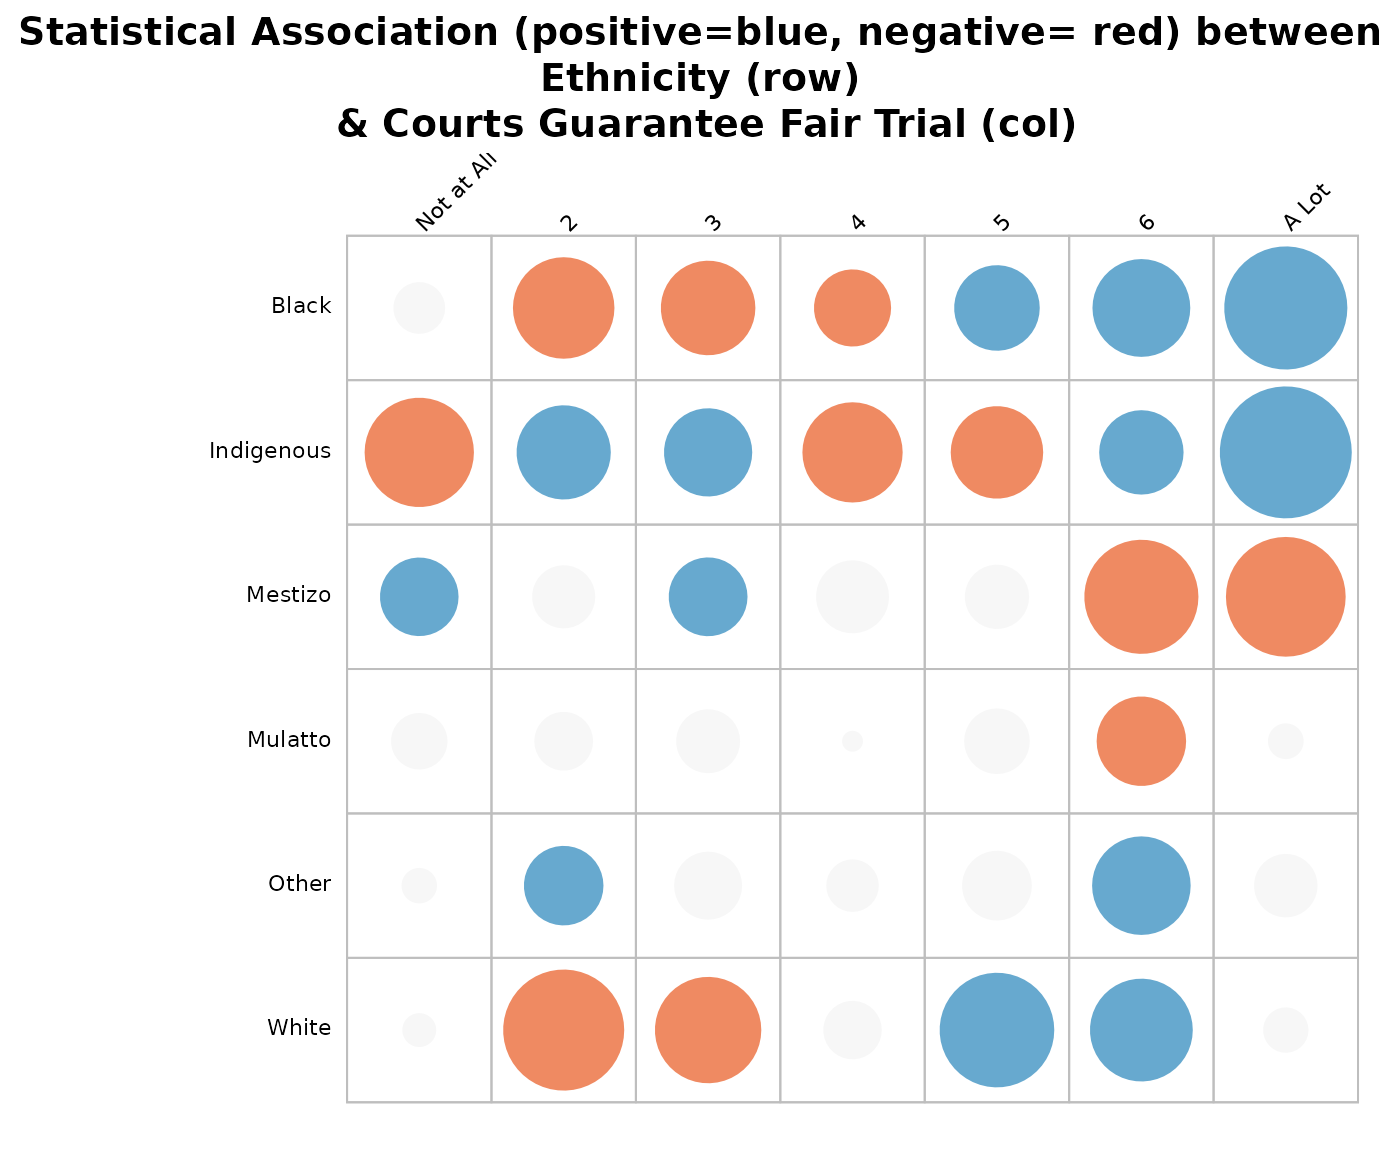 Statistical Association (positive=blue, negative= red) between
Ethnicity (row)
& Courts Guarantee Fair Trial (col)
Not at All
2
3
4
5
6
A Lot
Black
Indigenous
Mestizo
Mulatto
Other
White